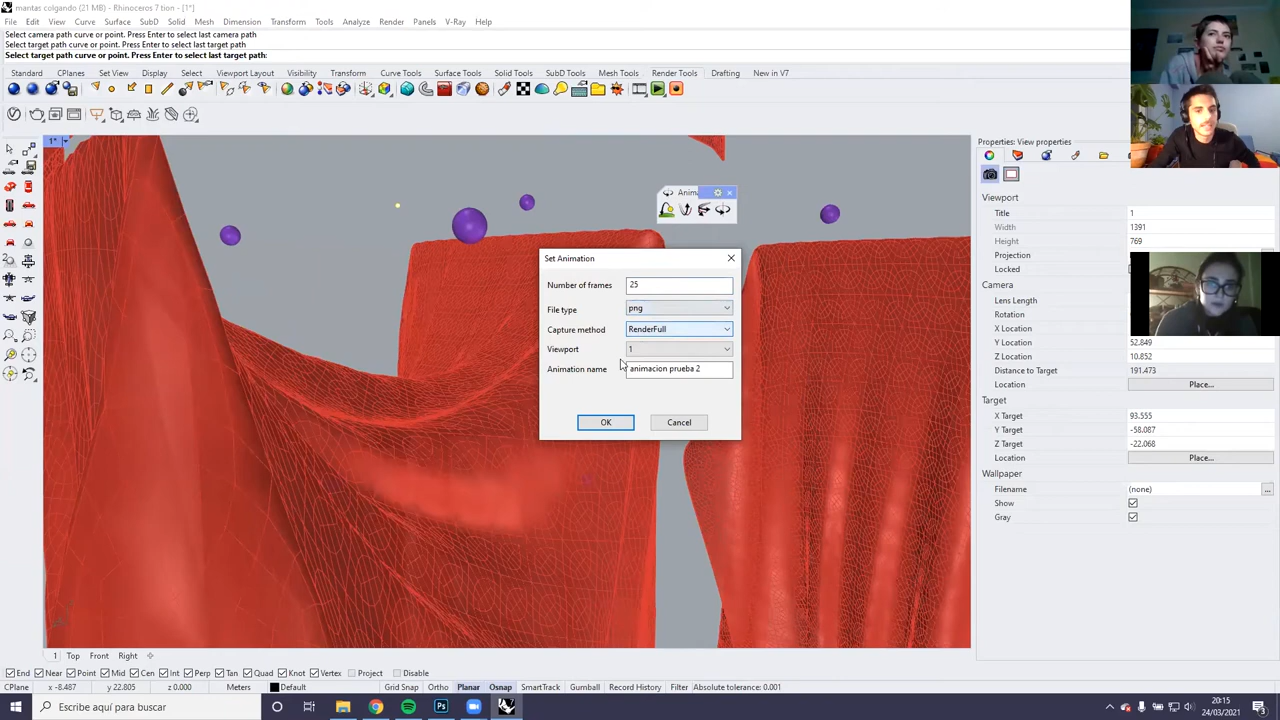 mantas colgando (21 MB) - Rhinoceros 7 tion - [1*]
File Edit View Curve Surface SubD Solid Mesh Dimension Transform Tools Analyze Render Panels V-Ray Help
Select camera path curve or point. Press Enter to select last camera path
Select target path curve or point. Press Enter to select last target path
Select target path curve or point. Press Enter to select last target path:
Standard CPlanes Set View Display Select Viewport Layout Visibility Transform Curve Tools Surface Tools Solid Tools SubD Tools Mesh Tools Render Tools Drafting New in V7
1*
Anima
Set Animation
Number of frames 25
File type png
Capture method RenderFull
Viewport 1
Animation name animacion prueba 2
OK Cancel
Properties: View properties
Viewport
Title 1
Width 1391
Height 769
Projection
Locked
Camera
Lens Length
Rotation
X Location
Y Location 52.849
Z Location 10.852
Distance to Target 191.473
Location Place...
Target
X Target 93.555
Y Target -58.087
Z Target -22.068
Location Place...
Wallpaper
Filename (none) ...
Show
Gray
1 Top Front Right
End Near Point Mid Cen Int Perp Tan Quad Knot Vertex Project Disable
CPlane x -8.487 y 22.805 z 0.000 Meters Default Grid Snap Ortho Planar Osnap SmartTrack Gumball Record History Filter Absolute tolerance: 0.001
Escribe aquí para buscar
20:15
24/03/2021